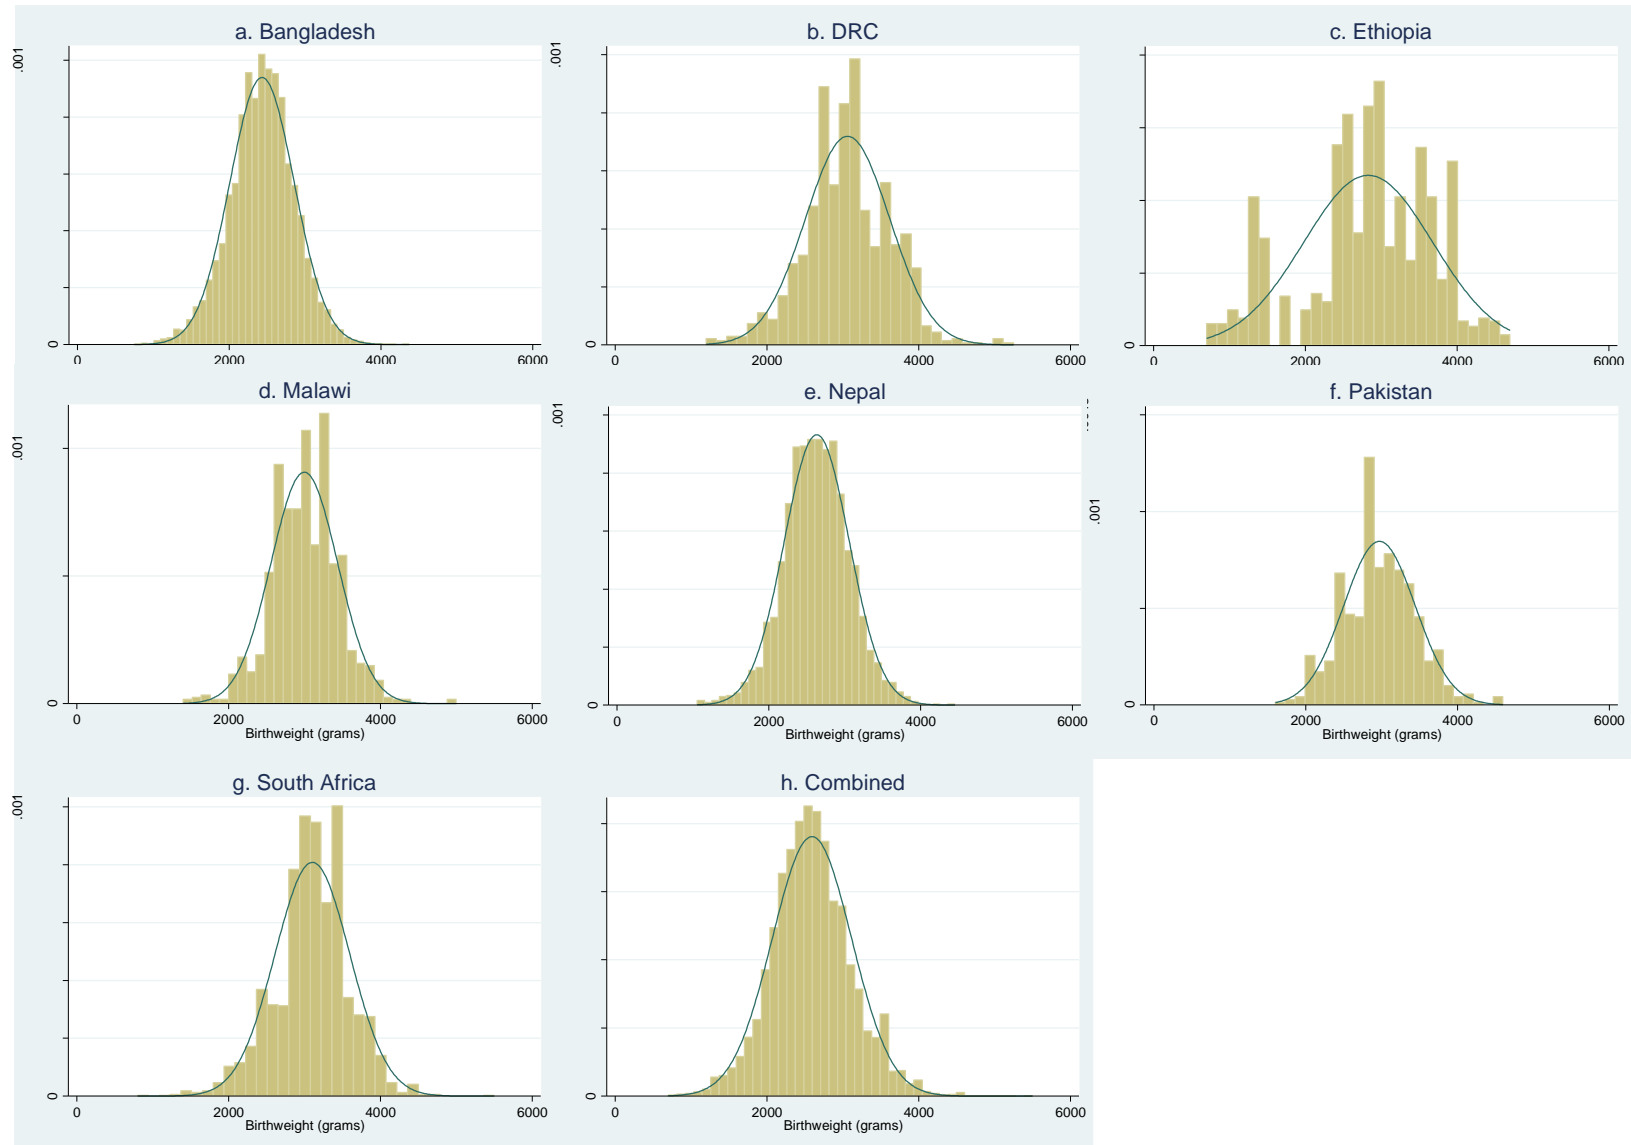 a. Bangladesh
.001
0
0 2000 4000 6000
b. DRC
.001
0
0 2000 4000 6000
c. Ethiopia
0
0 2000 4000 6000
d. Malawi
.001
0
0 2000 4000 6000
Birthweight (grams)
e. Nepal
.001
0
0 2000 4000 6000
Birthweight (grams)
f. Pakistan
.001
0
0 2000 4000 6000
Birthweight (grams)
g. South Africa
.001
0
0 2000 4000 6000
Birthweight (grams)
h. Combined
0
0 2000 4000 6000
Birthweight (grams)